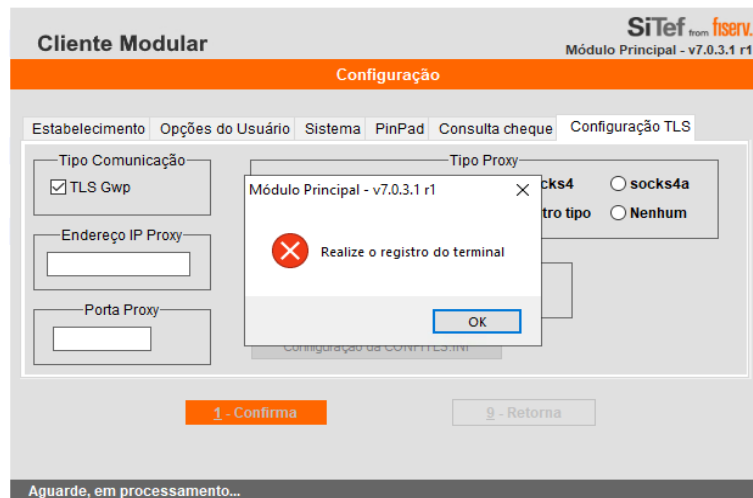 Cliente Modular
SiTef from fiserv.
Módulo Principal - v7.0.3.1 r1
Configuração
Estabelecimento Opções do Usuário Sistema PinPad Consulta cheque Configuração TLS
Tipo Comunicação
TLS Gwp
Tipo Proxy
socks4a
Nenhum
Endereço IP Proxy
Porta Proxy
Módulo Principal - v7.0.3.1 r1
Realize o registro do terminal
OK
1 - Confirma
9 - Retorna
Aguarde, em processamento...